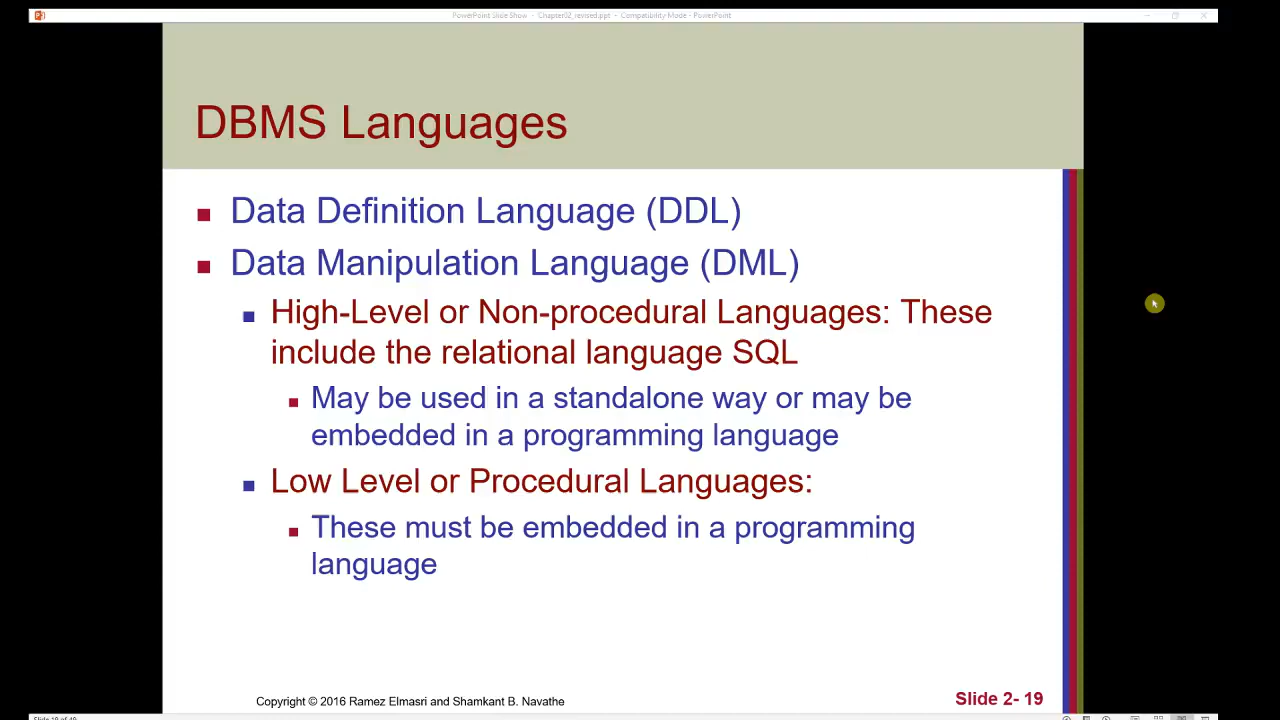 PowerPoint Slide Show - Chapter02_revised.ppt - Compatibility Mode - PowerPoint
DBMS Languages
Data Definition Language (DDL)
Data Manipulation Language (DML)
High-Level or Non-procedural Languages: These
include the relational language SQL
May be used in a standalone way or may be
embedded in a programming language
Low Level or Procedural Languages:
These must be embedded in a programming
language
Copyright © 2016 Ramez Elmasri and Shamkant B. Navathe
Slide 2- 19